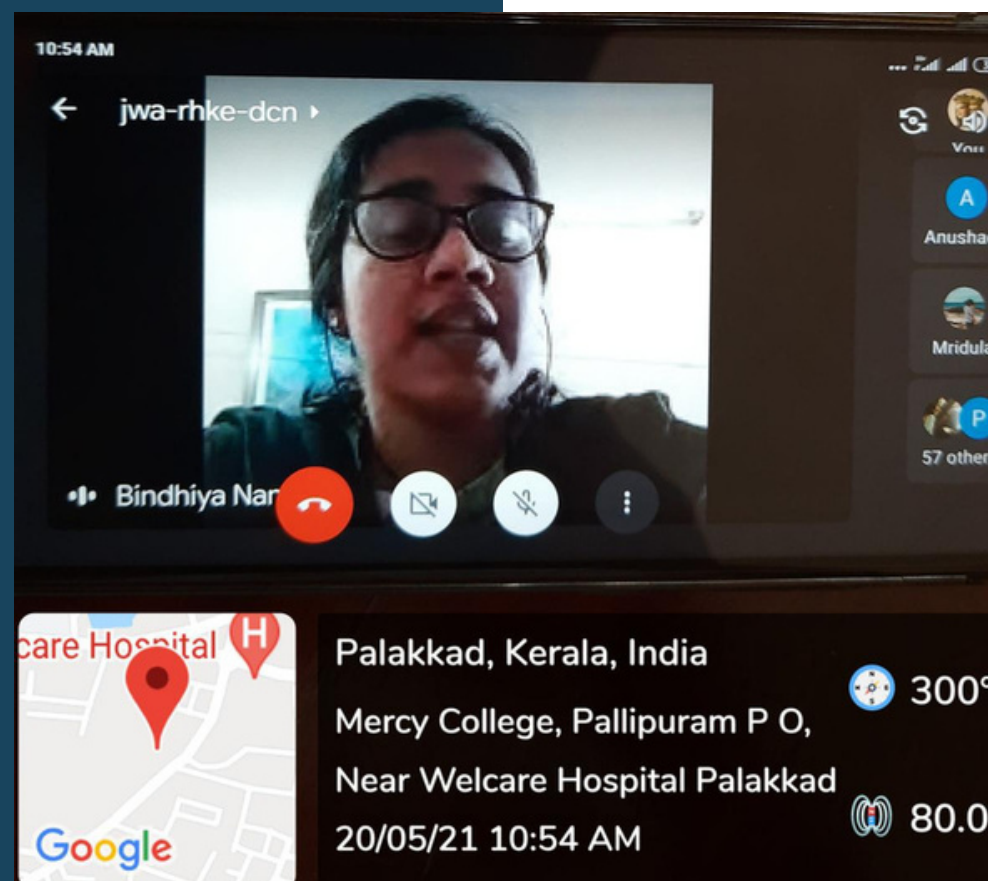 10:54 AM
jwa-rhke-dcn
You
A
Anusha
Mridula
P
57 other
Bindhiya Nar
care Hospital
H
Google
Palakkad, Kerala, India
Mercy College, Pallipuram P O,
Near Welcare Hospital Palakkad
20/05/21 10:54 AM
300°
80.0